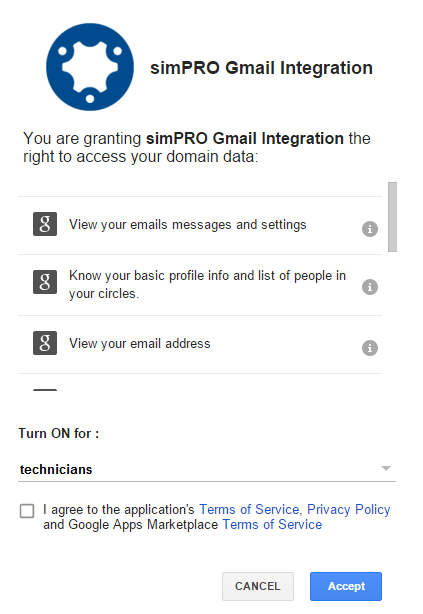 simPRO Gmail Integration
You are granting simPRO Gmail Integration the
right to access your domain data:
g View your emails messages and settings i
g Know your basic profile info and list of people in
your circles. i
g View your email address i
Turn ON for :
technicians
I agree to the application's Terms of Service, Privacy Policy
and Google Apps Marketplace Terms of Service
CANCEL Accept